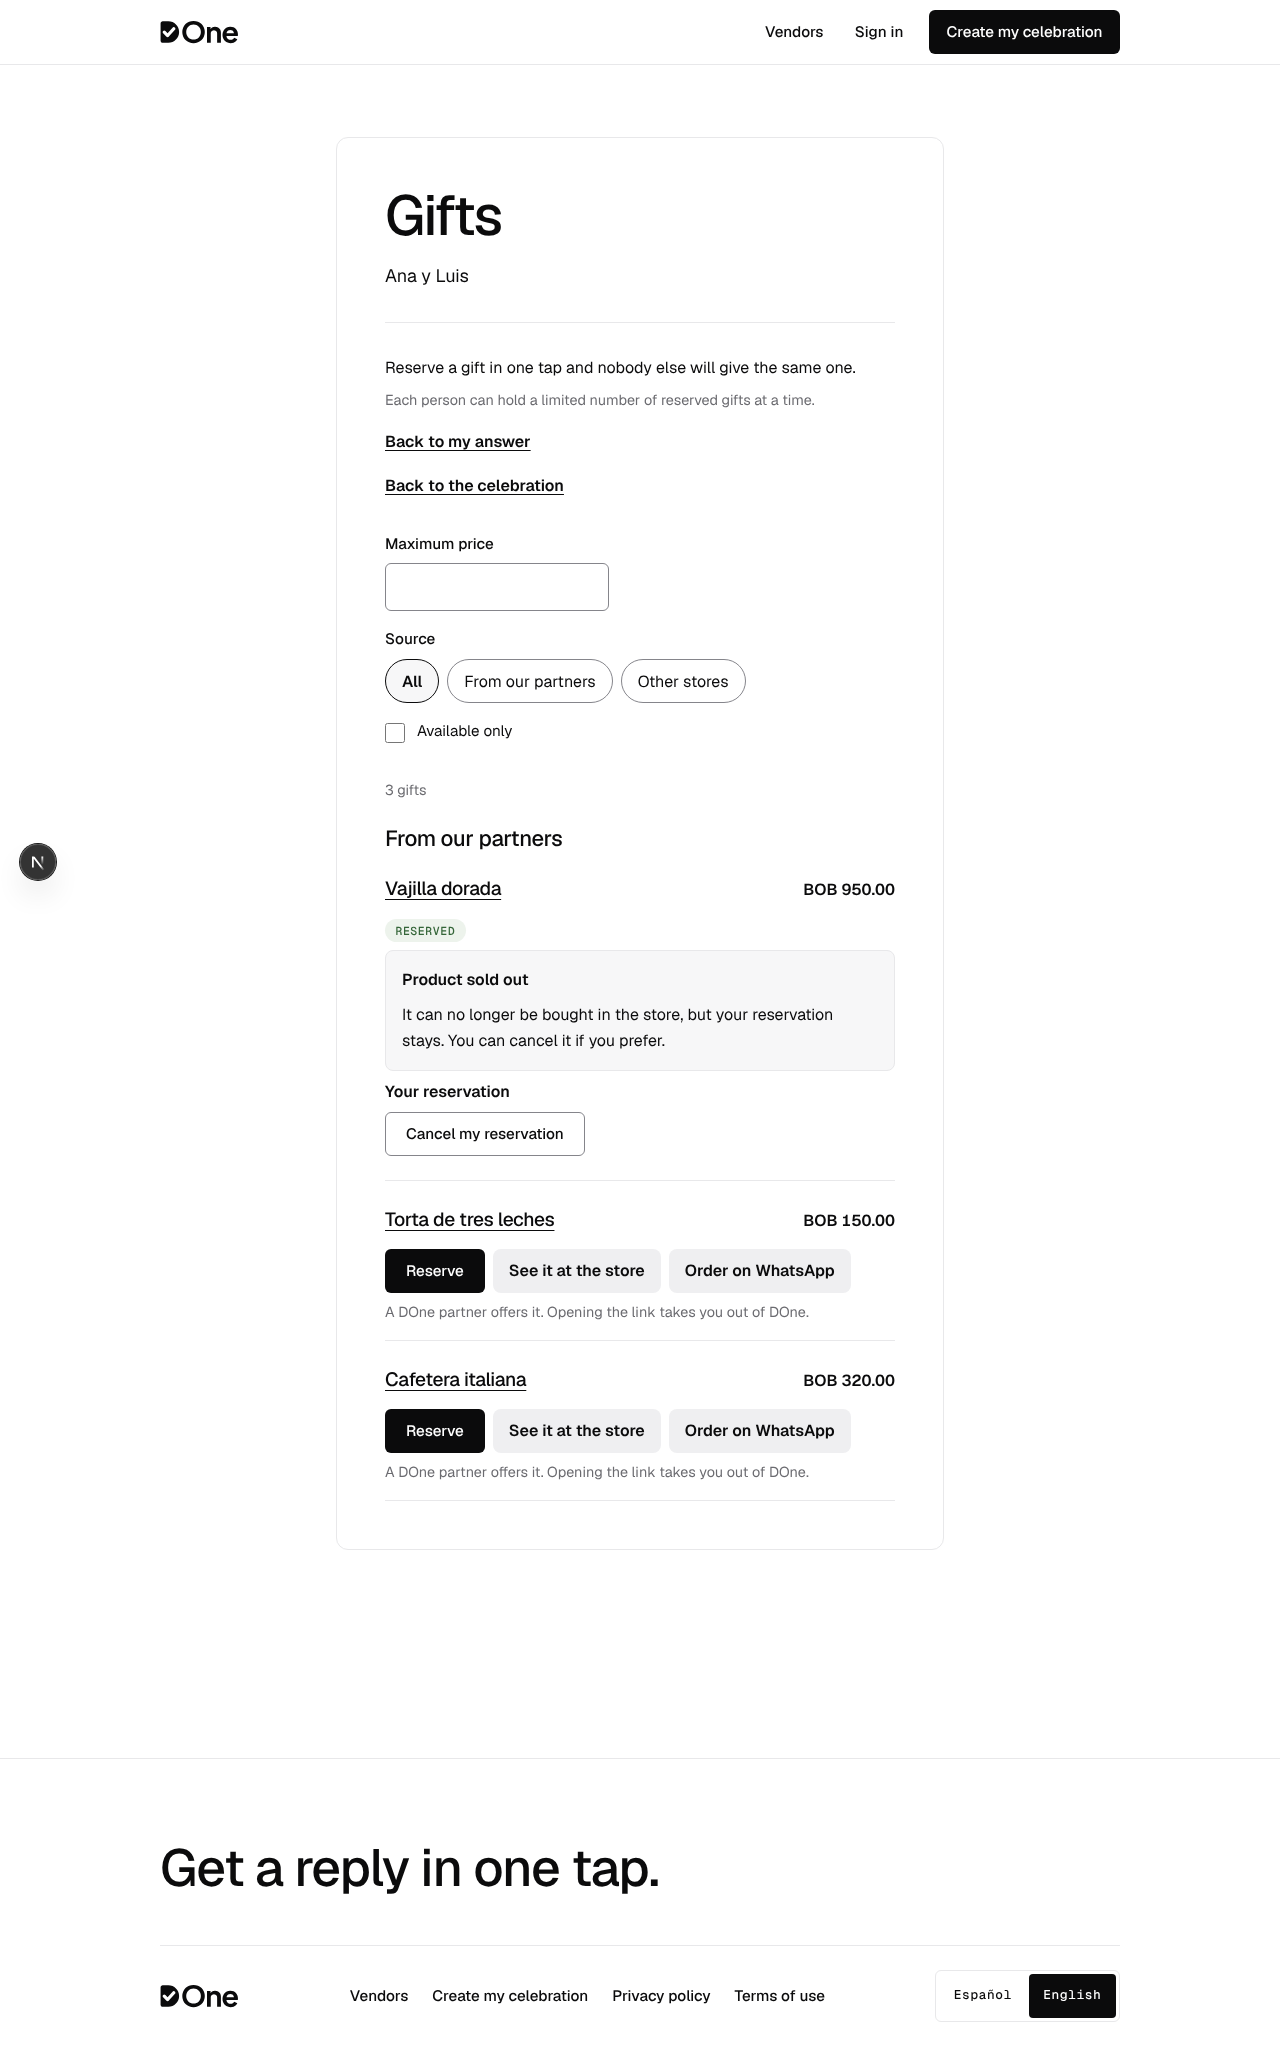 DOne
Vendors
Sign in
Create my celebration
Gifts
Ana y Luis
Reserve a gift in one tap and nobody else will give the same one.
Each person can hold a limited number of reserved gifts at a time.
Back to my answer
Back to the celebration
Maximum price
Source
All
From our partners
Other stores
Available only
3 gifts
From our partners
Vajilla dorada
BOB 950.00
RESERVED
Product sold out
It can no longer be bought in the store, but your reservation
stays. You can cancel it if you prefer.
Your reservation
Cancel my reservation
Torta de tres leches
BOB 150.00
Reserve
See it at the store
Order on WhatsApp
A DOne partner offers it. Opening the link takes you out of DOne.
Cafetera italiana
BOB 320.00
Reserve
See it at the store
Order on WhatsApp
A DOne partner offers it. Opening the link takes you out of DOne.
N
Get a reply in one tap.
DOne
Vendors
Create my celebration
Privacy policy
Terms of use
Español
English